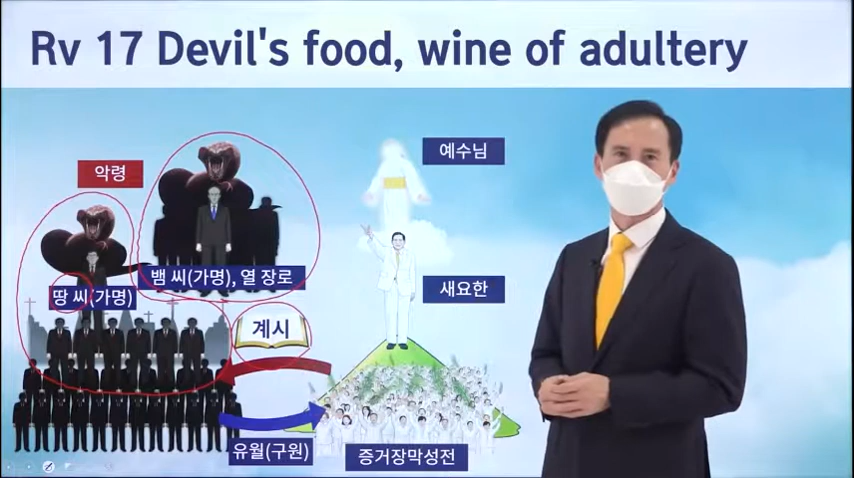 Rv 17 Devil's food, wine of adultery
악령
예수님
뱀 씨(가명), 열 장로
땅 씨(가명)
새요한
계시
유월(구원)
증거장막성전